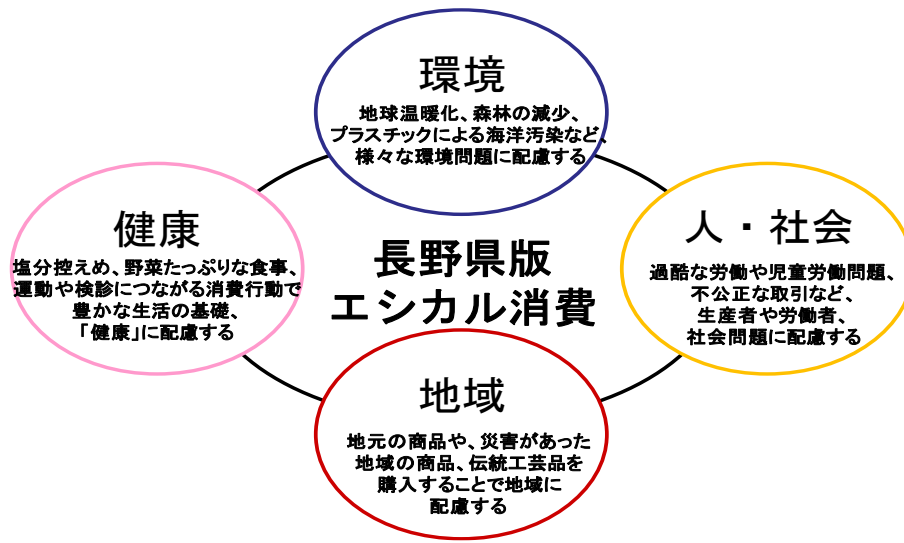 環境
地球温暖化、森林の減少、
プラスチックによる海洋汚染など、
様々な環境問題に配慮する
健康
塩分控えめ、野菜たっぷりな食事、
運動や検診につながる消費行動で
豊かな生活の基礎、
「健康」に配慮する
長野県版
エシカル消費
人・社会
過酷な労働や児童労働問題、
不公正な取引など、
生産者や労働者、
社会問題に配慮する
地域
地元の商品や、災害があった
地域の商品、伝統工芸品を
購入することで地域に
配慮する